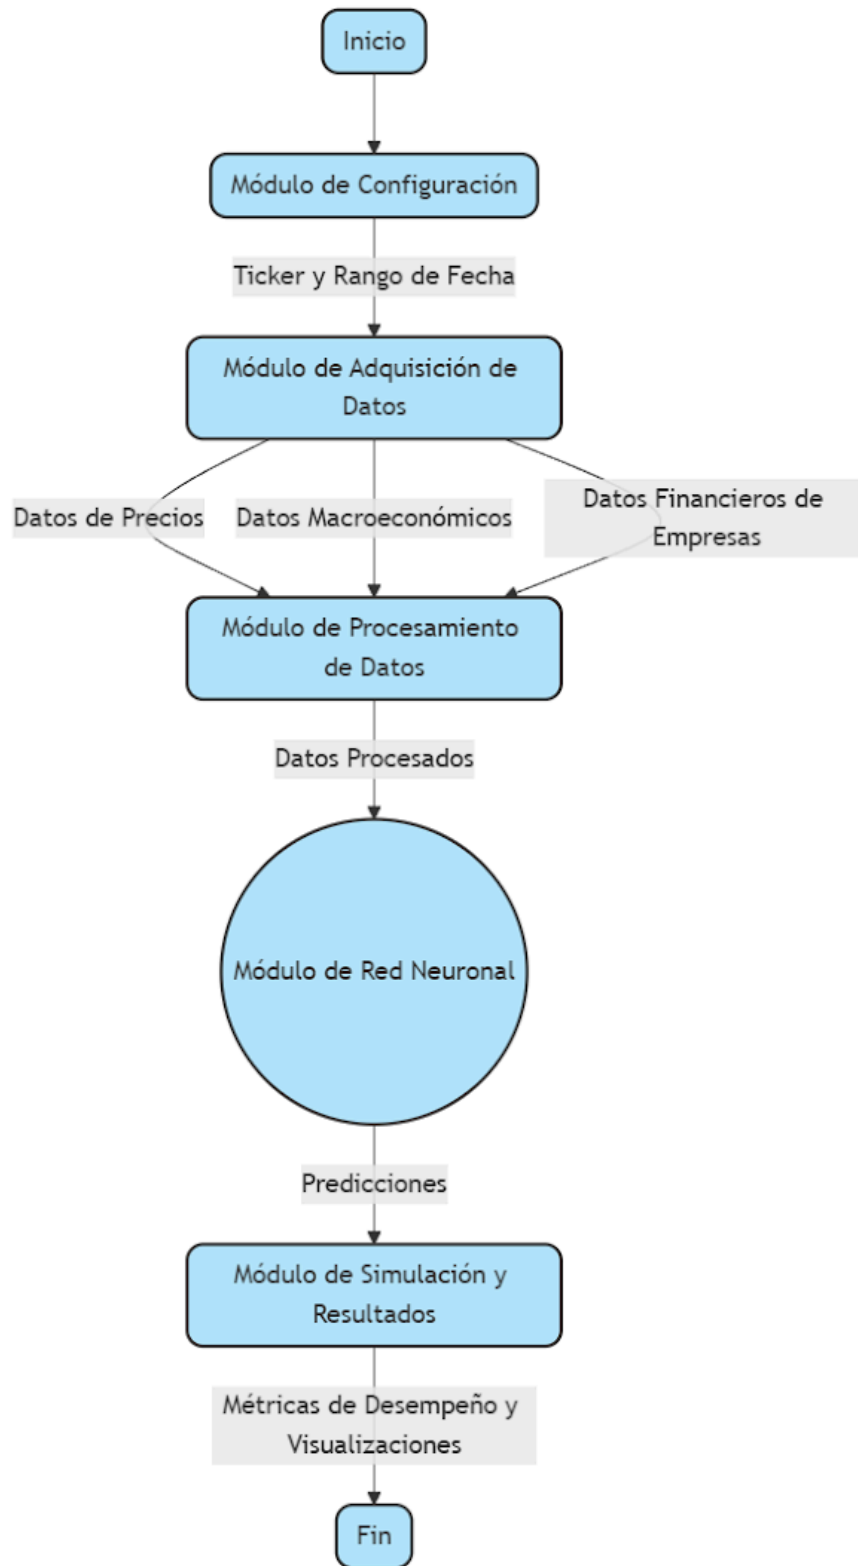 Inicio
Módulo de Configuración
Ticker y Rango de Fecha
Módulo de Adquisición de
Datos
Datos de Precios
Datos Macroeconómicos
Datos Financieros de
Empresas
Módulo de Procesamiento
de Datos
Datos Procesados
Módulo de Red Neuronal
Predicciones
Módulo de Simulación y
Resultados
Métricas de Desempeño y
Visualizaciones
Fin